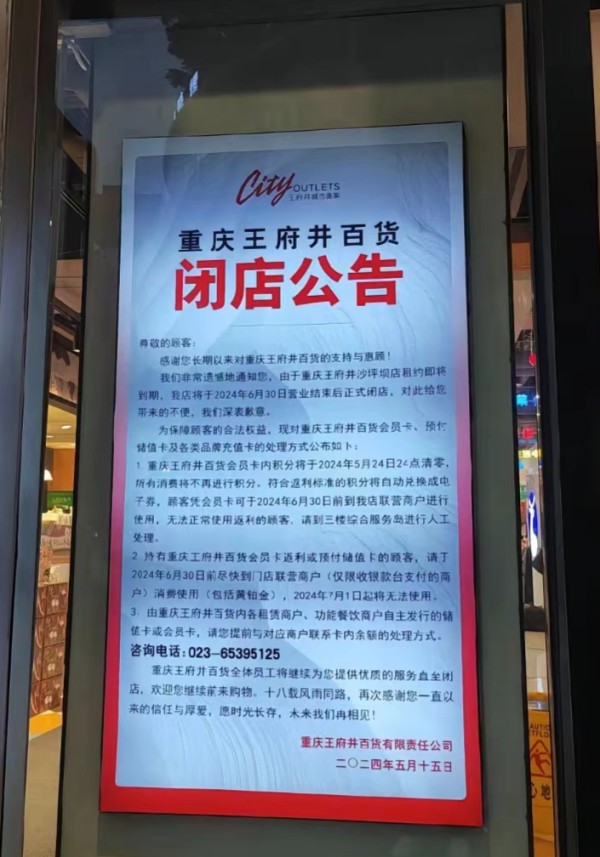 City OUTLETS
王府井城市奥莱
重庆王府井百货
闭店公告
尊敬的顾客：
感谢您长期以来对重庆王府井百货的支持与惠顾！
我们非常遗憾地通知您，由于重庆王府井沙坪坝店租约即将
到期，我店将于2024年6月30日营业结束后正式闭店，对此给您
带来的不便，我们深表歉意。
为保障顾客的合法权益，现对重庆王府井百货会员卡、预付
储值卡及各类品牌充值卡的处理方式公布如下：
1. 重庆王府井百货会员卡内积分将于2024年5月24日24点清零，
所有消费将不再进行积分。符合返利标准的积分将自动兑换成电
子券，顾客凭会员卡可于2024年6月30日前到我店联营商户进行
使用，无法正常使用返利的顾客，请到三楼综合服务岛进行人工
处理。
2. 持有重庆王府井百货会员卡返利或预付储值卡的顾客，请于
2024年6月30日前尽快到门店联营商户（仅限收银款台支付的商
户）消费使用（包括黄铂金），2024年7月1日起将无法使用。
3. 由重庆王府井百货内各租赁商户、功能餐饮商户自主发行的储
值卡或会员卡，请您提前与对应商户联系卡内余额的处理方式。
咨询电话：023-65395125
重庆王府井百货全体员工将继续为您提供优质的服务直至闭
店，欢迎您继续前来购物。十八载风雨同路，再次感谢您一直以
来的信任与厚爱，愿时光长存，未来我们再相见！
重庆王府井百货有限责任公司
二〇二四年五月十五日